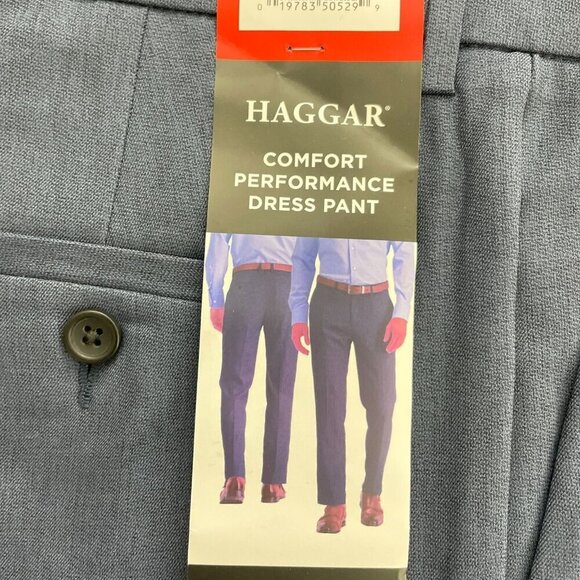 0 19783 50529 9
HAGGAR®
COMFORT
PERFORMANCE
DRESS PANT